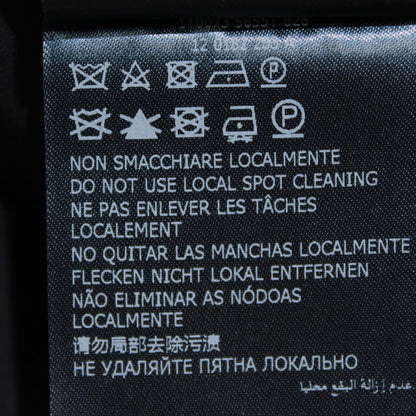 P
P
NON SMACCHIARE LOCALMENTE
DO NOT USE LOCAL SPOT CLEANING
NE PAS ENLEVER LES TÂCHES
LOCALEMENT
NO QUITAR LAS MANCHAS LOCALMENTE
FLECKEN NICHT LOKAL ENTFERNEN
NÃO ELIMINAR AS NÓDOAS
LOCALMENTE
请勿局部去除污渍
НЕ УДАЛЯЙТЕ ПЯТНА ЛОКАЛЬНО
عدم إزالة البقع محليا